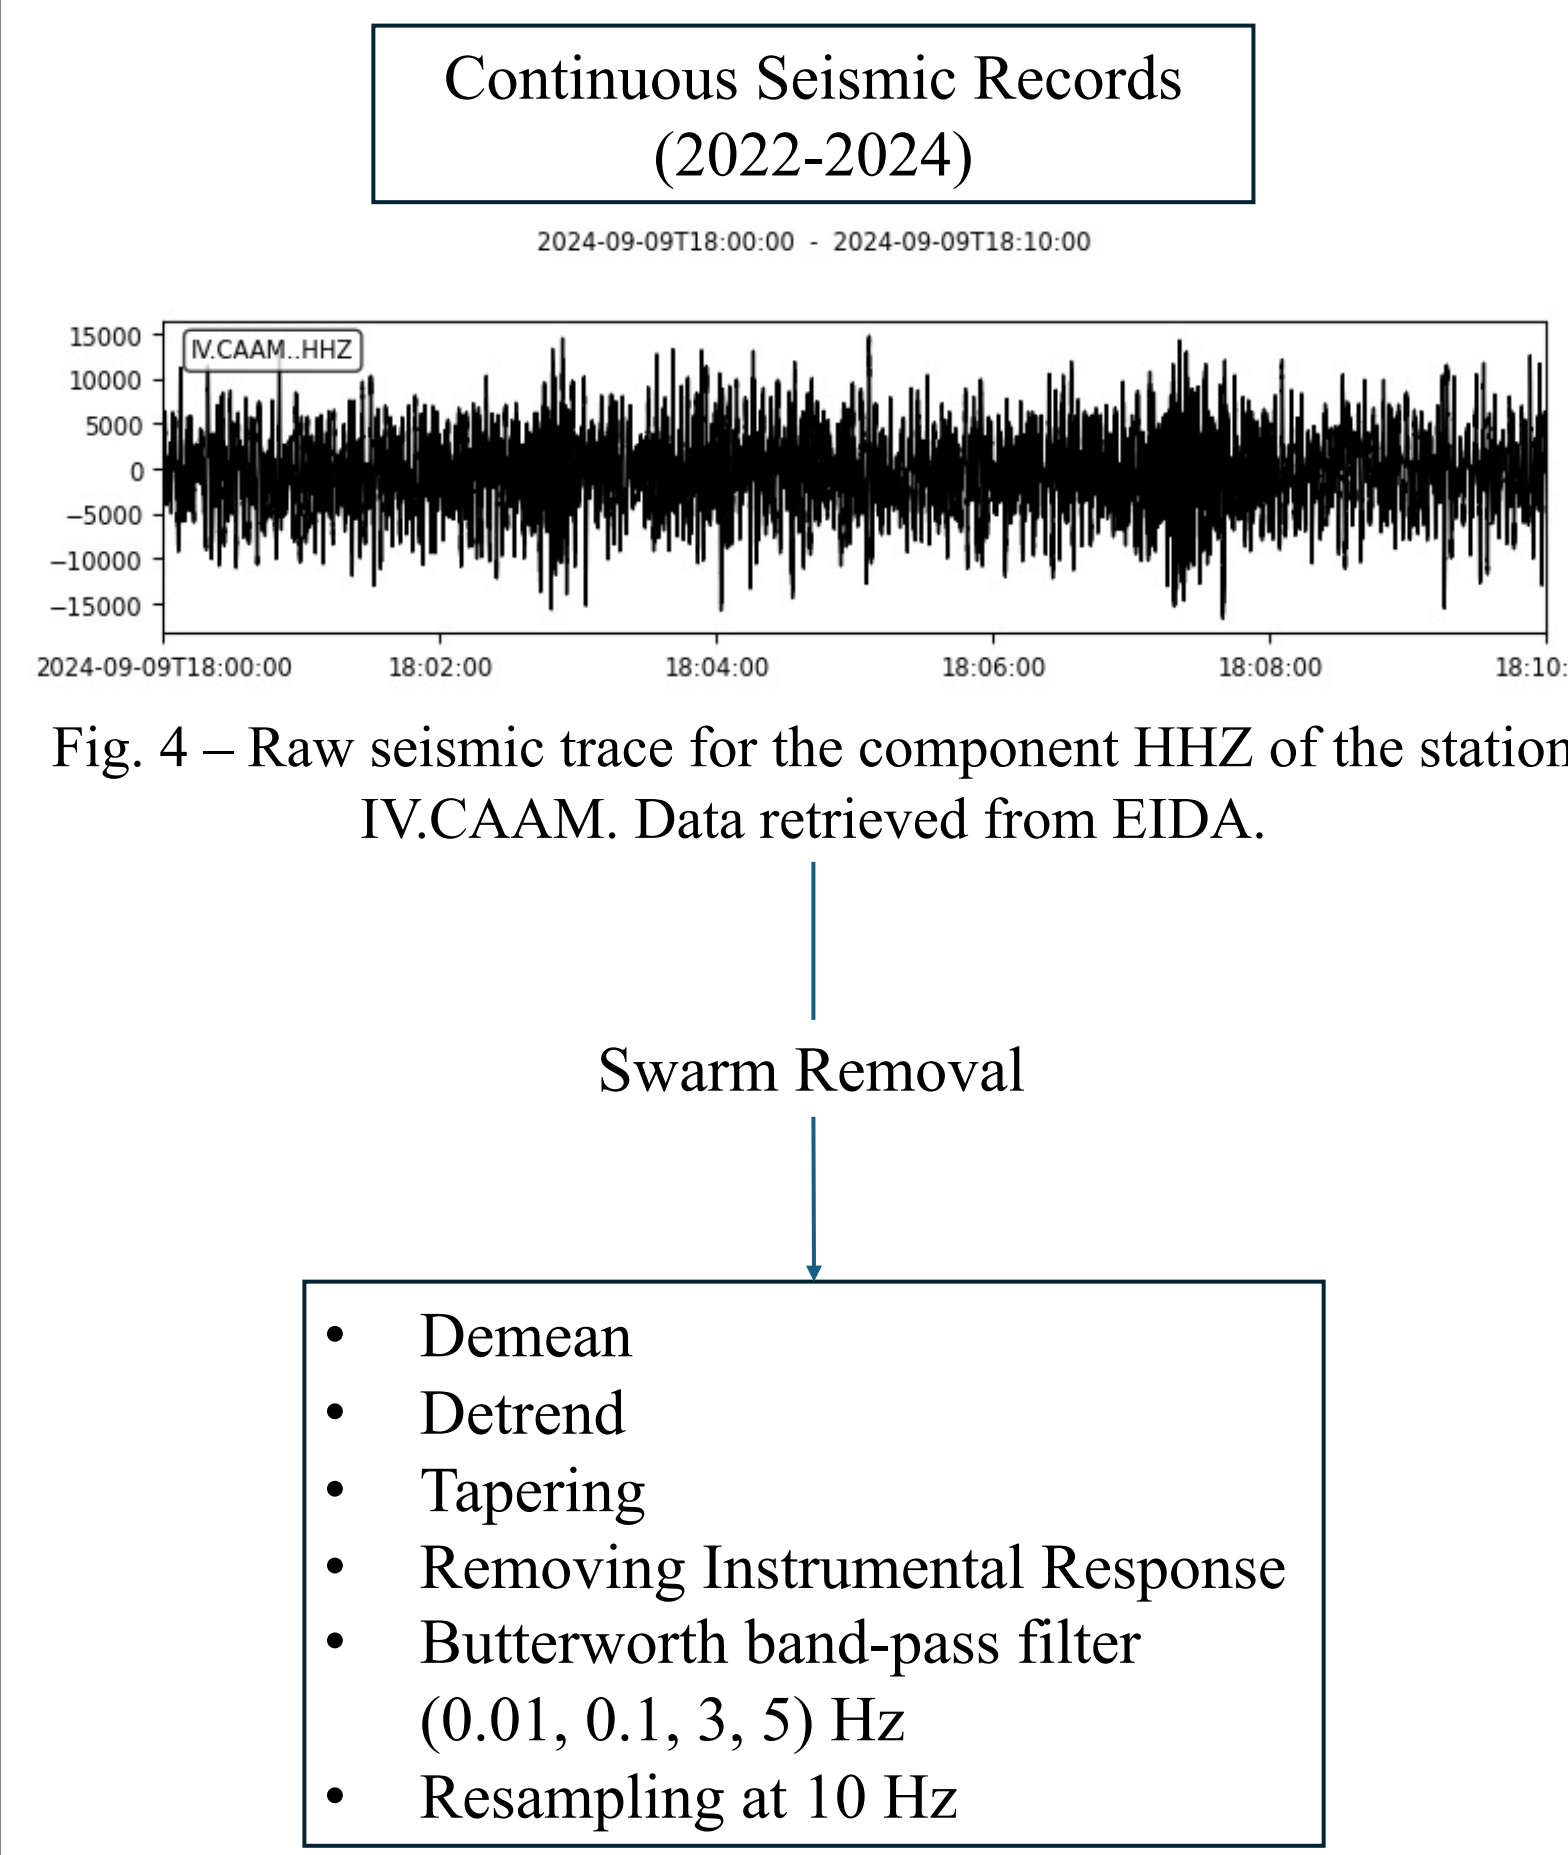 Continuous Seismic Records
(2022-2024)
2024-09-09T18:00:00 - 2024-09-09T18:10:00
IV.CAAM..HHZ
15000
10000
5000
0
−5000
−10000
−15000
2024-09-09T18:00:00 18:02:00 18:04:00 18:06:00 18:08:00 18:10:
Fig. 4 – Raw seismic trace for the component HHZ of the station
IV.CAAM. Data retrieved from EIDA.
Swarm Removal
• Demean
• Detrend
• Tapering
• Removing Instrumental Response
• Butterworth band-pass filter
(0.01, 0.1, 3, 5) Hz
• Resampling at 10 Hz